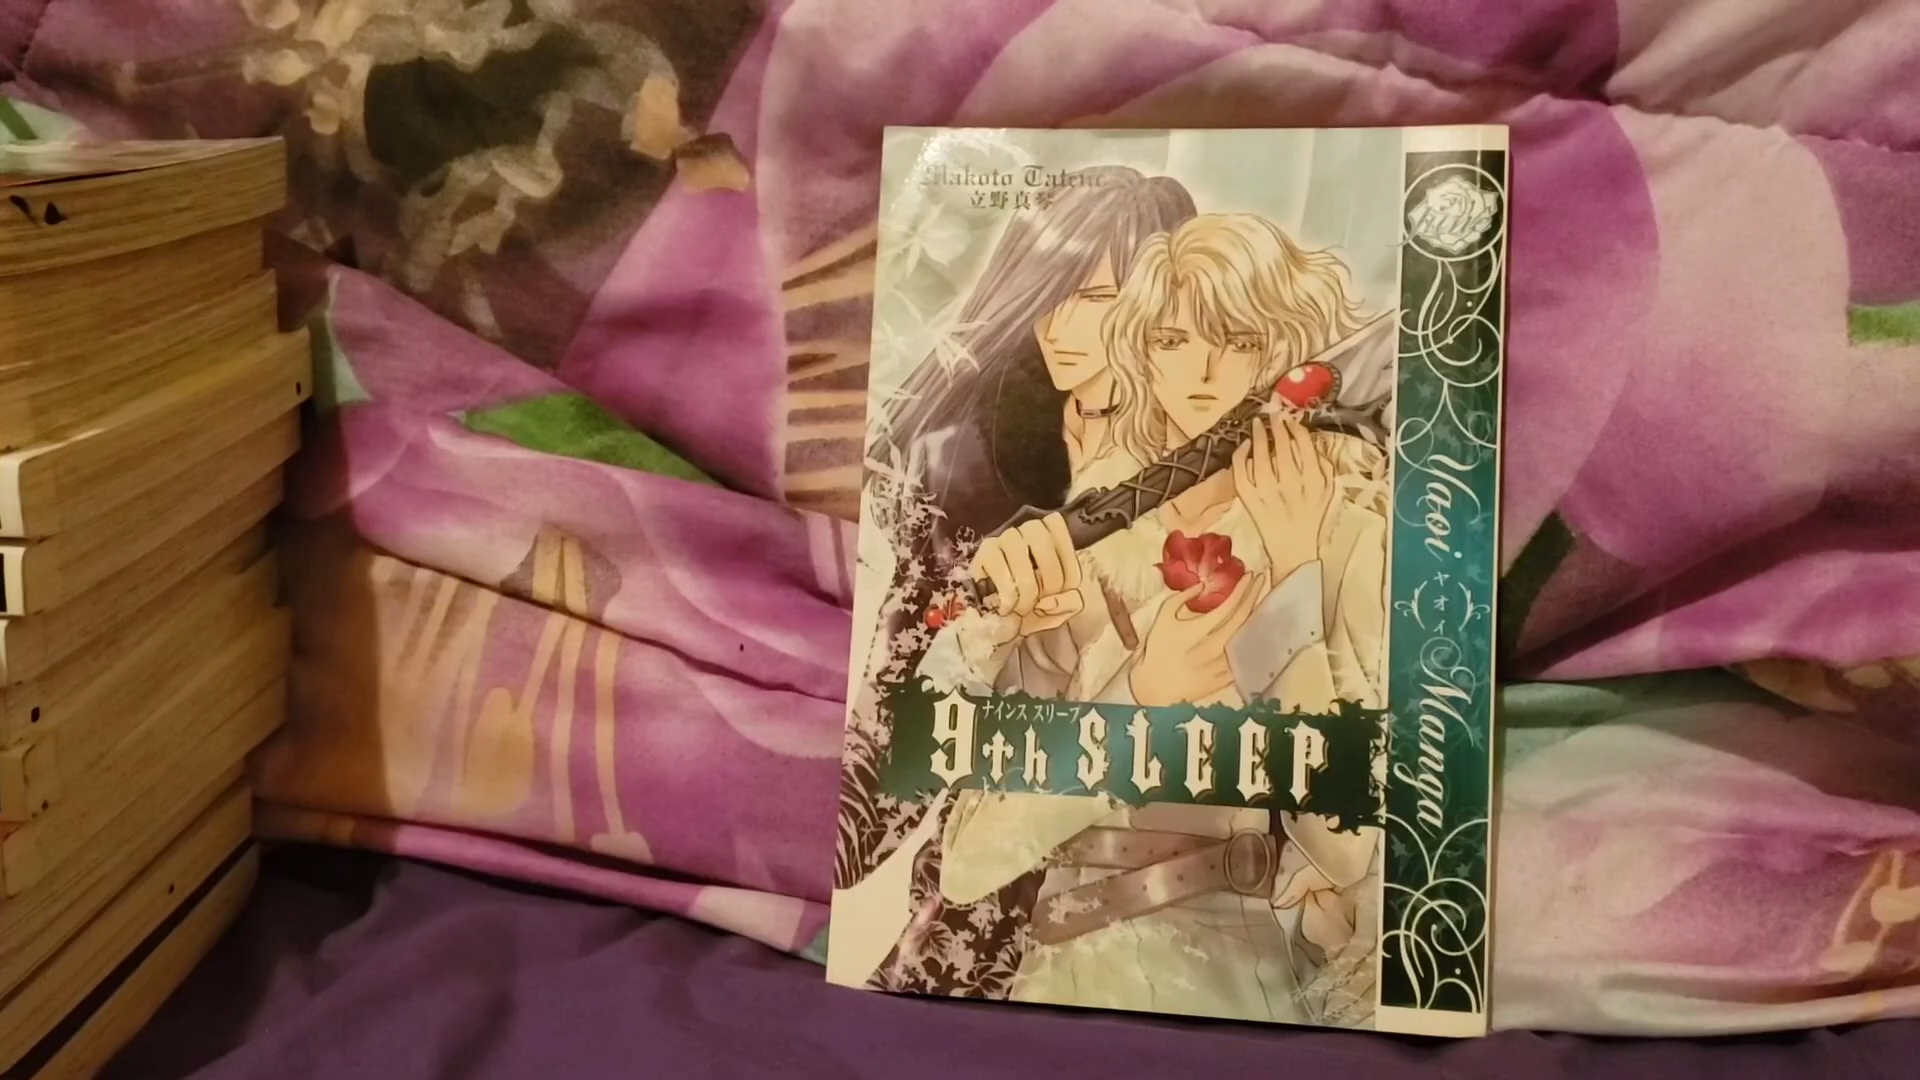 Makoto Tateno
立野真琴
9th SLEEP
ナインス スリープ
Yaoi
ヤオイ
Manga